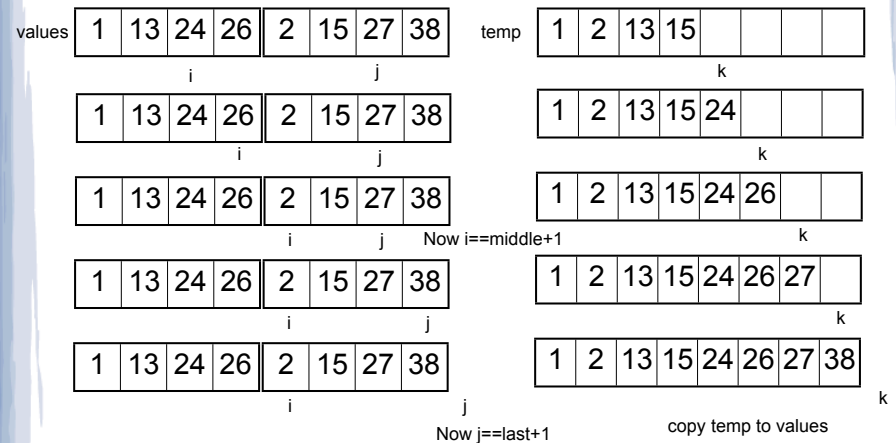 values 1 13 24 26 2 15 27 38 temp 1 2 13 15
i j k
1 13 24 26 2 15 27 38 1 2 13 15 24
i j k
1 13 24 26 2 15 27 38 1 2 13 15 24 26
i j Now i==middle+1 k
1 13 24 26 2 15 27 38 1 2 13 15 24 26 27
i j k
1 13 24 26 2 15 27 38 1 2 13 15 24 26 27 38
i j k
Now j==last+1 copy temp to values